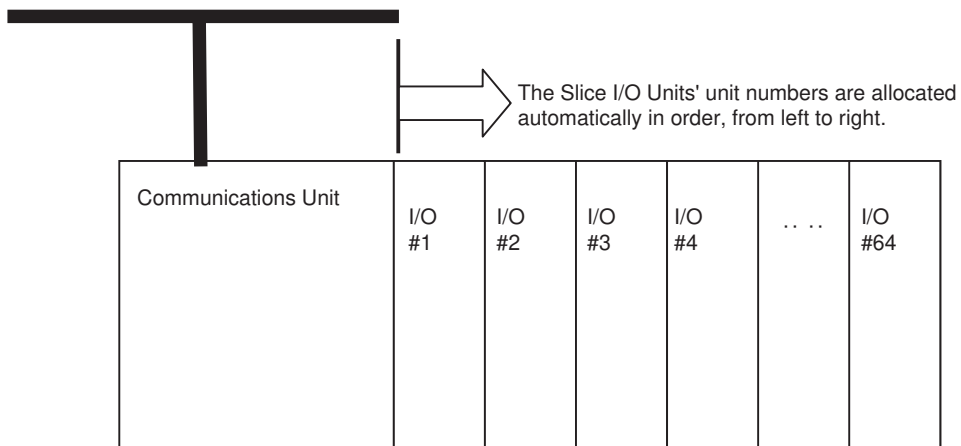 The Slice I/O Units' unit numbers are allocated
automatically in order, from left to right.
Communications Unit
I/O
#1
I/O
#2
I/O
#3
I/O
#4
.. ..
I/O
#64